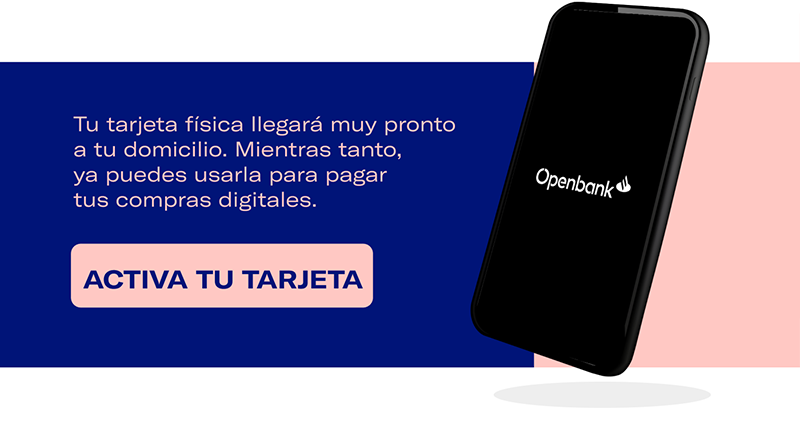 Tu tarjeta física llegará muy pronto
a tu domicilio. Mientras tanto,
ya puedes usarla para pagar
tus compras digitales.
ACTIVA TU TARJETA
Openbank